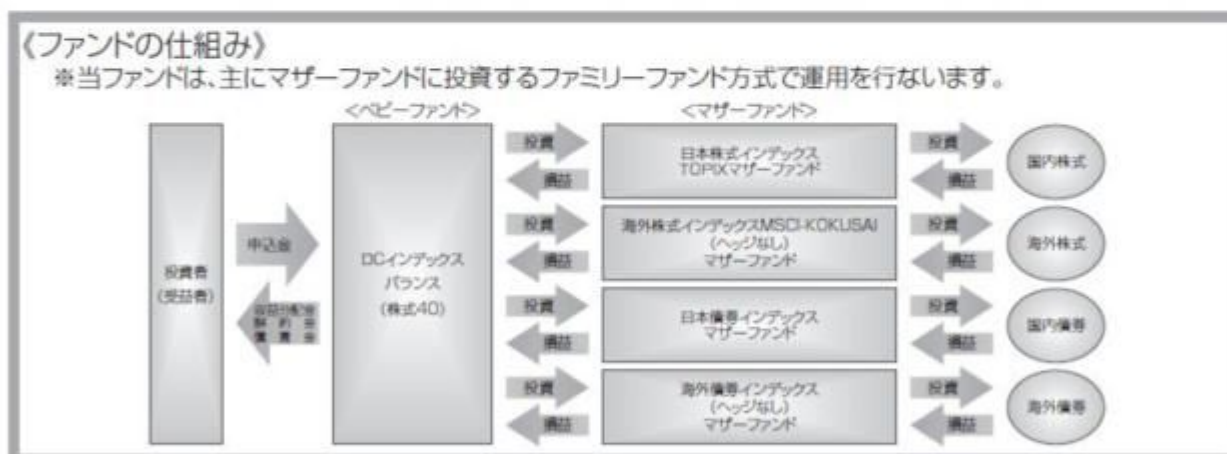 《ファンドの仕組み》
※当ファンドは、主にマザーファンドに投資するファミリーファンド方式で運用を行ないます。
<ベビーファンド>
<マザーファンド>
投資者
(受益者)
申込金
収益分配金
解約金
償還金
DCインデックス
バランス
(株式40)
投資
損益
日本株式インデックス
TOPIXマザーファンド
投資
損益
国内株式
投資
損益
海外株式インデックスMSCI-KOKUSAI
(ヘッジなし)
マザーファンド
投資
損益
海外株式
投資
損益
日本債券インデックス
マザーファンド
投資
損益
国内債券
投資
損益
海外債券インデックス
(ヘッジなし)
マザーファンド
投資
損益
海外債券